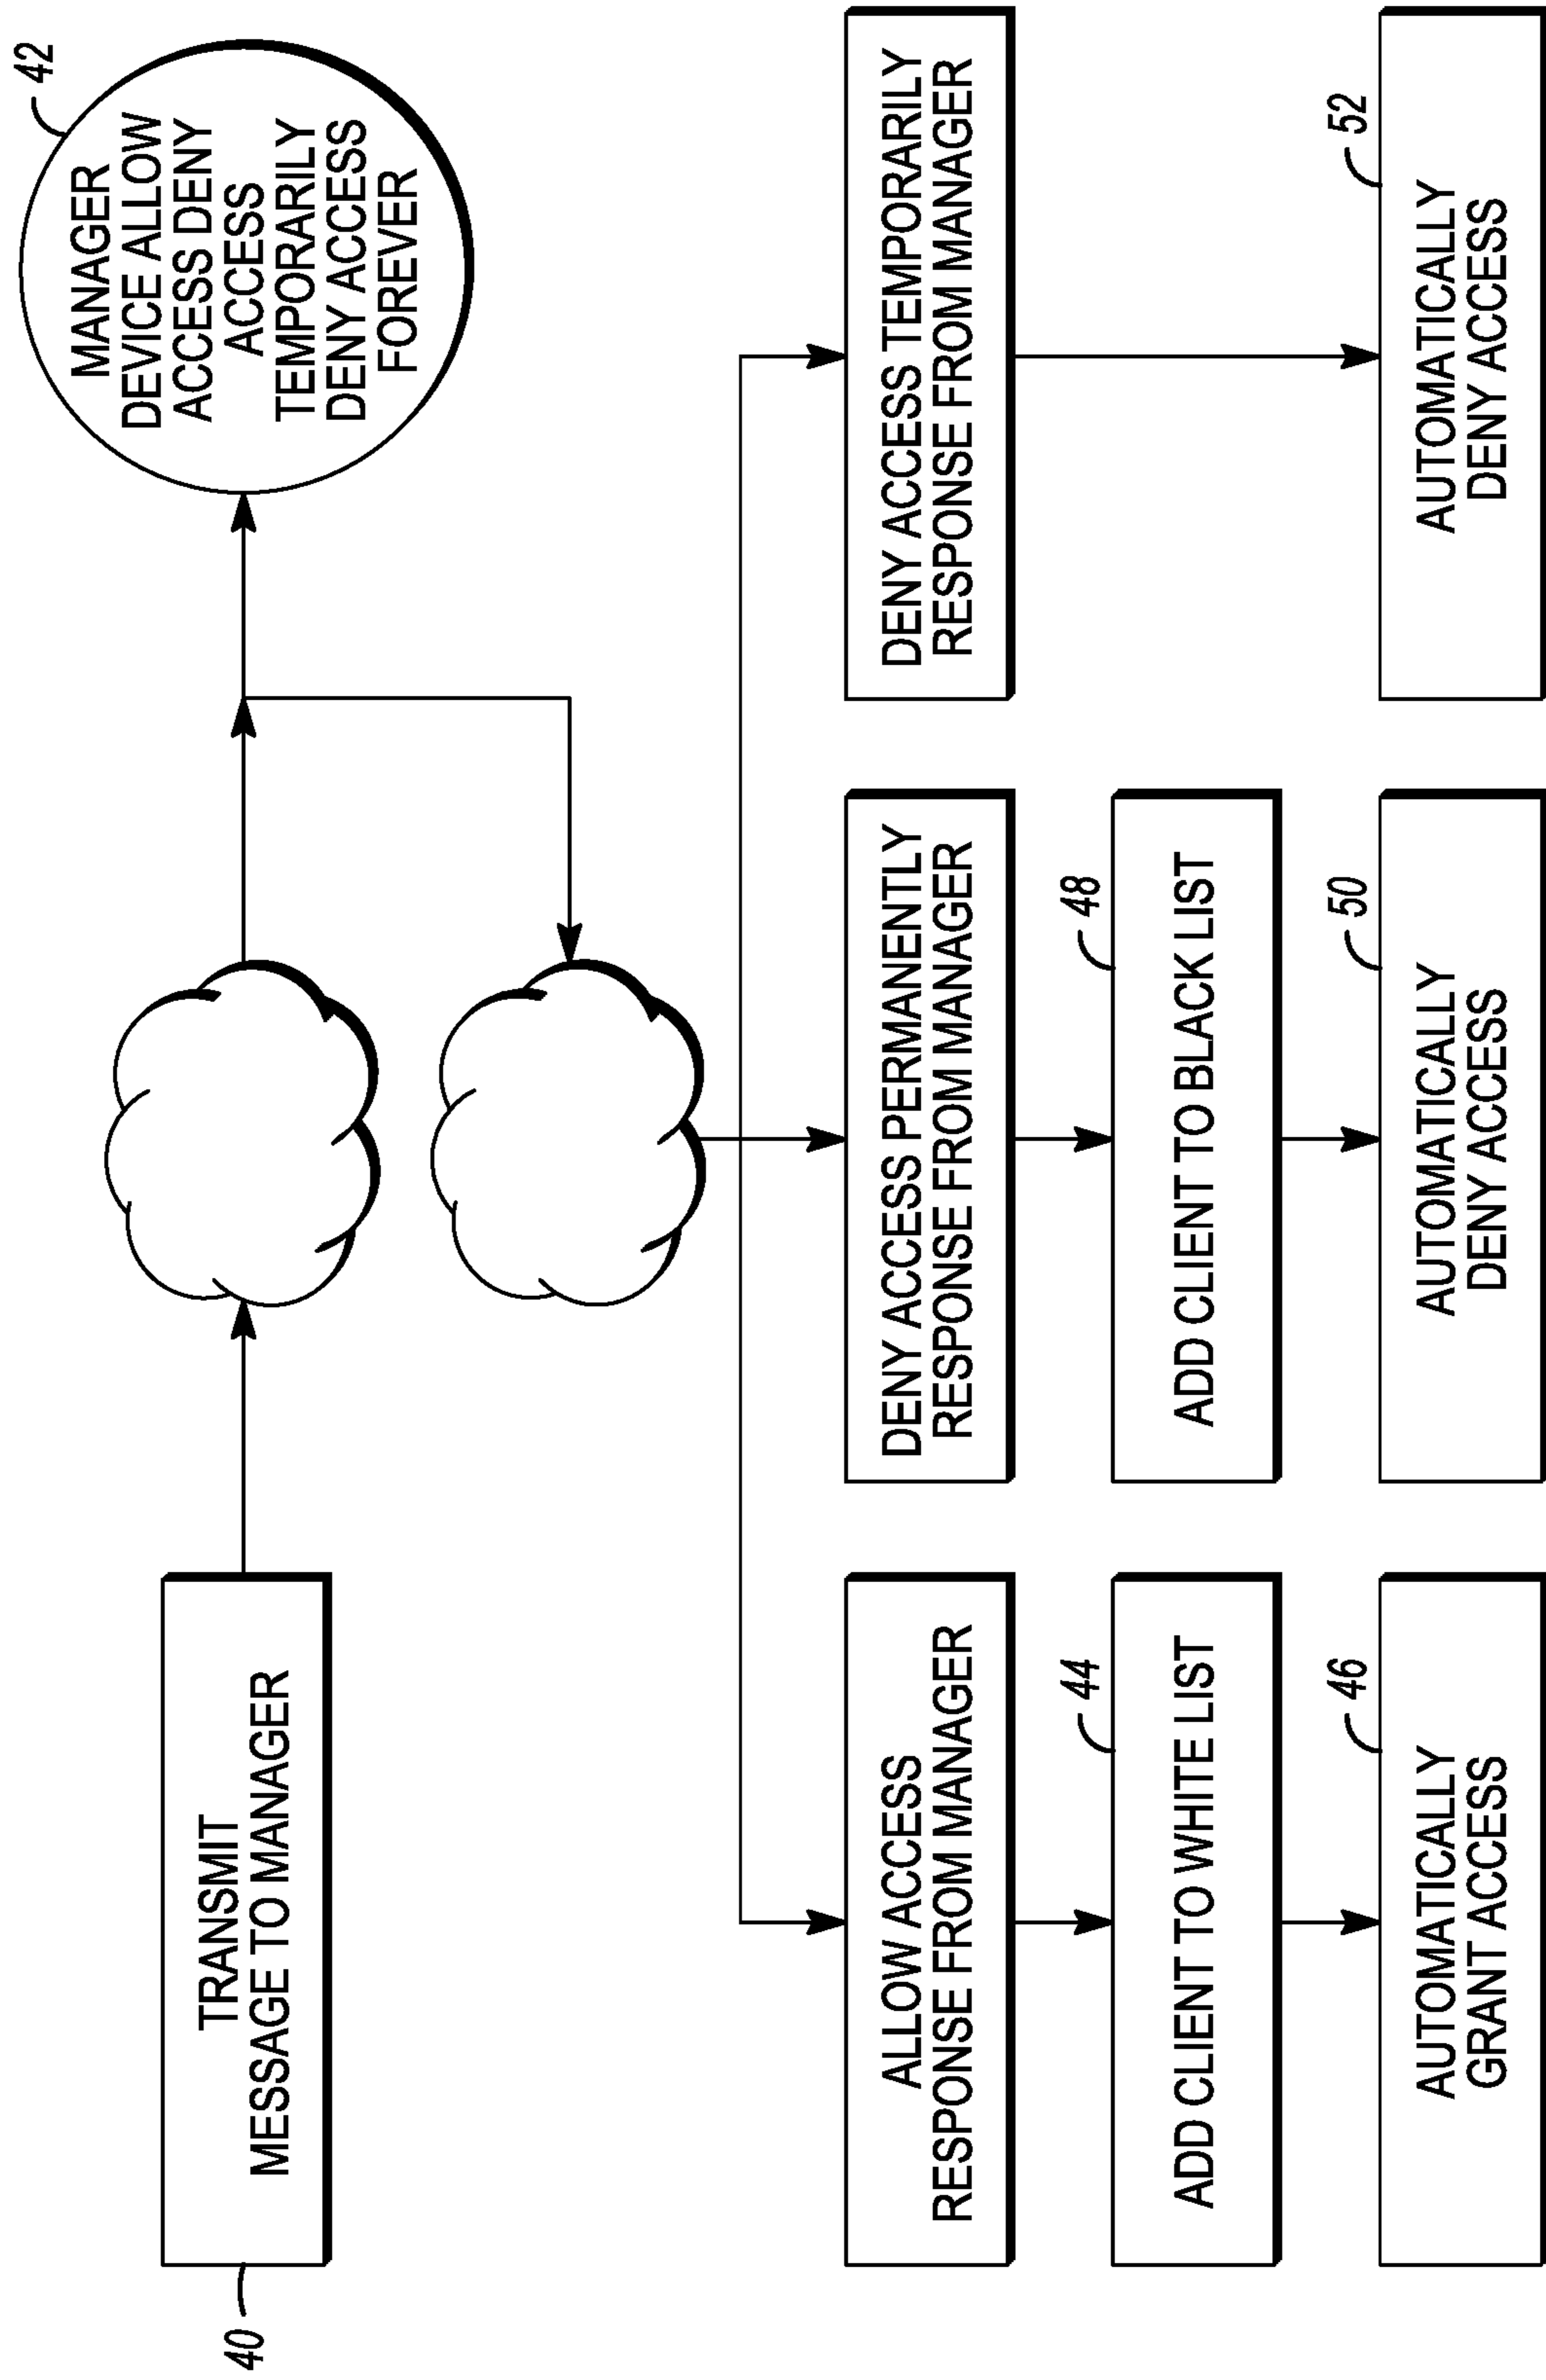 40
TRANSMIT
MESSAGE TO MANAGER
42
MANAGER
DEVICE ALLOW
ACCESS DENY
ACCESS
TEMPORARILY
DENY ACCESS
FOREVER
ALLOW ACCESS
RESPONSE FROM MANAGER
44
ADD CLIENT TO WHITE LIST
46
AUTOMATICALLY
GRANT ACCESS
DENY ACCESS PERMANENTLY
RESPONSE FROM MANAGER
48
ADD CLIENT TO BLACK LIST
50
AUTOMATICALLY
DENY ACCESS
DENY ACCESS TEMPORARILY
RESPONSE FROM MANAGER
52
AUTOMATICALLY
DENY ACCESS